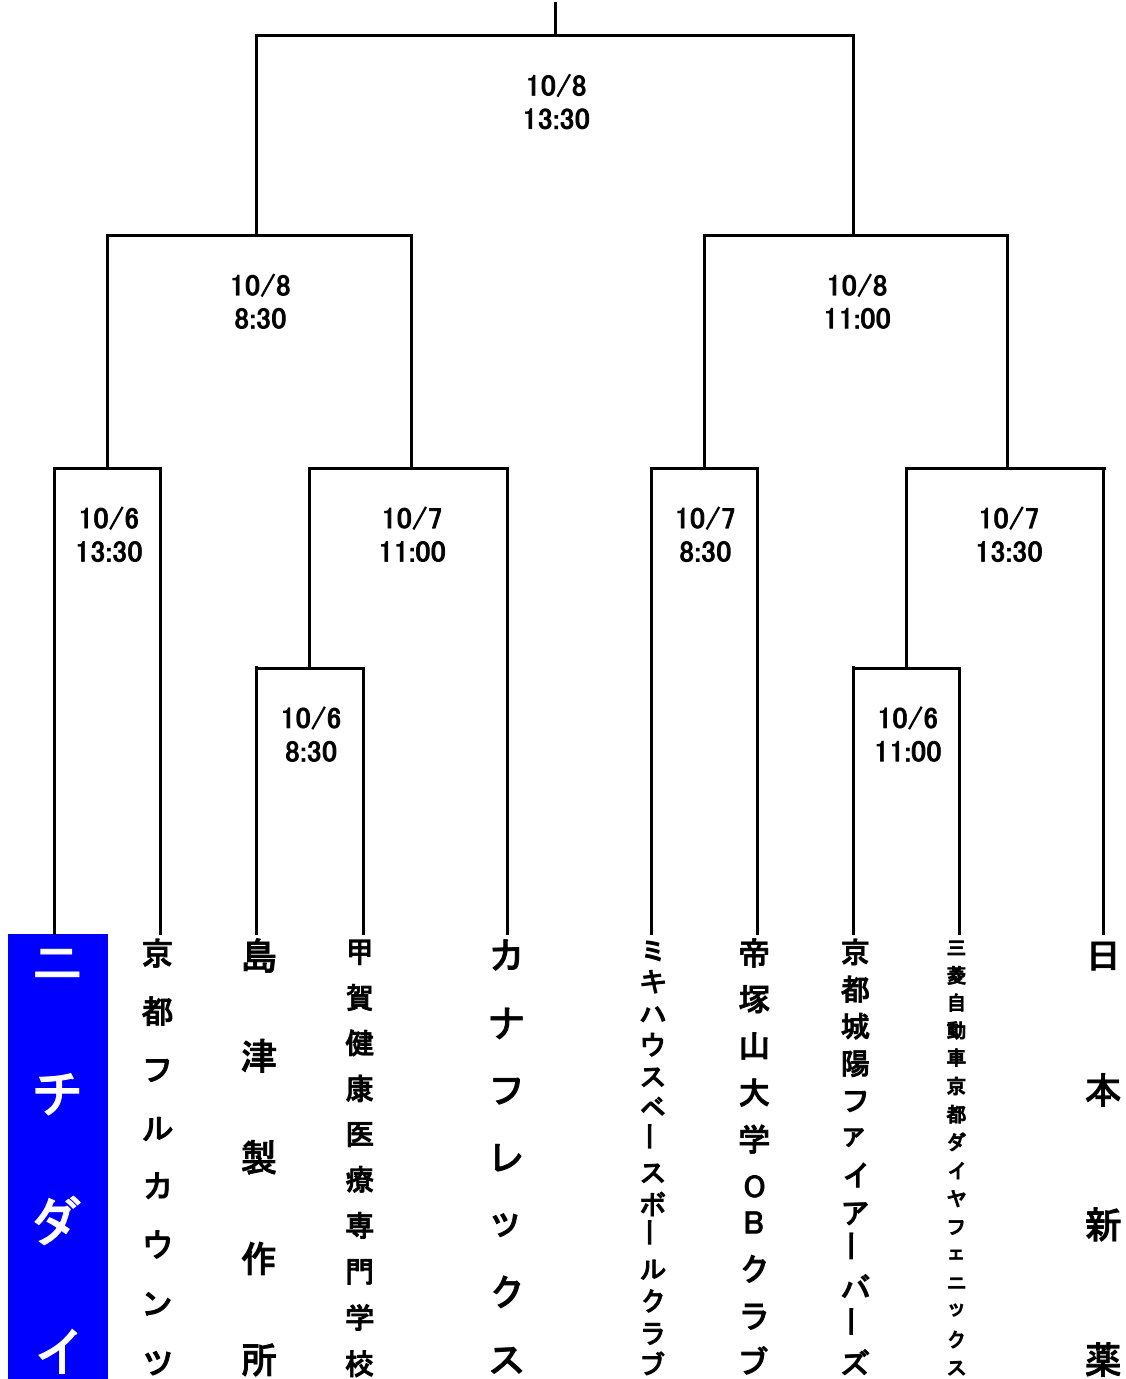 10/8
13:30
10/8
8:30
10/8
11:00
10/6
13:30
10/7
11:00
10/7
8:30
10/7
13:30
10/6
8:30
10/6
11:00
ニチダイ
京都フルカウンツ
島津製作所
甲賀健康医療専門学校
カナフレックス
ミキハウスベースボールクラブ
帝塚山大学OBクラブ
京都城陽ファイアーバーズ
三菱自動車京都ダイヤフェニックス
日本新薬